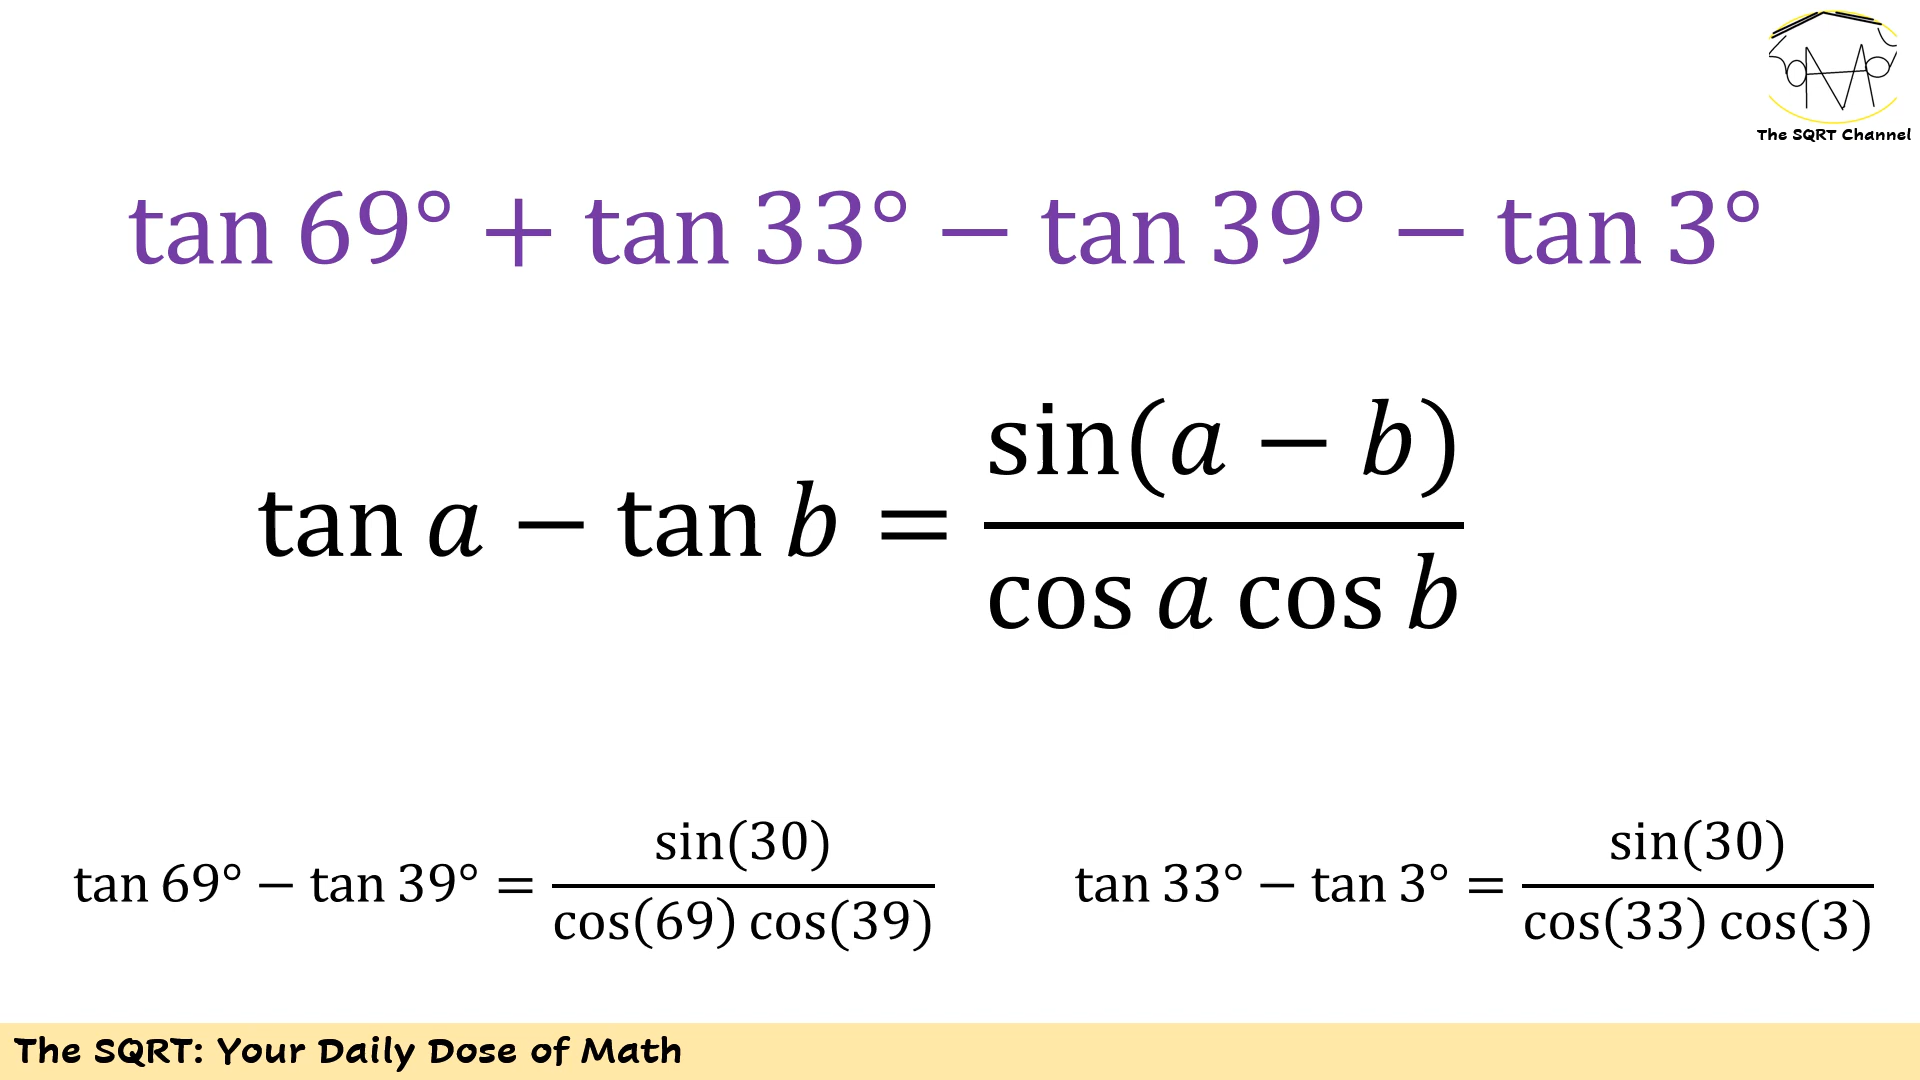 The SQRT Channel
tan 69° + tan 33° − tan 39° − tan 3°
tan a − tan b = sin(a − b) / cos a cos b
tan 69° − tan 39° = sin(30) / cos(69) cos(39)
tan 33° − tan 3° = sin(30) / cos(33) cos(3)
The SQRT: Your Daily Dose of Math